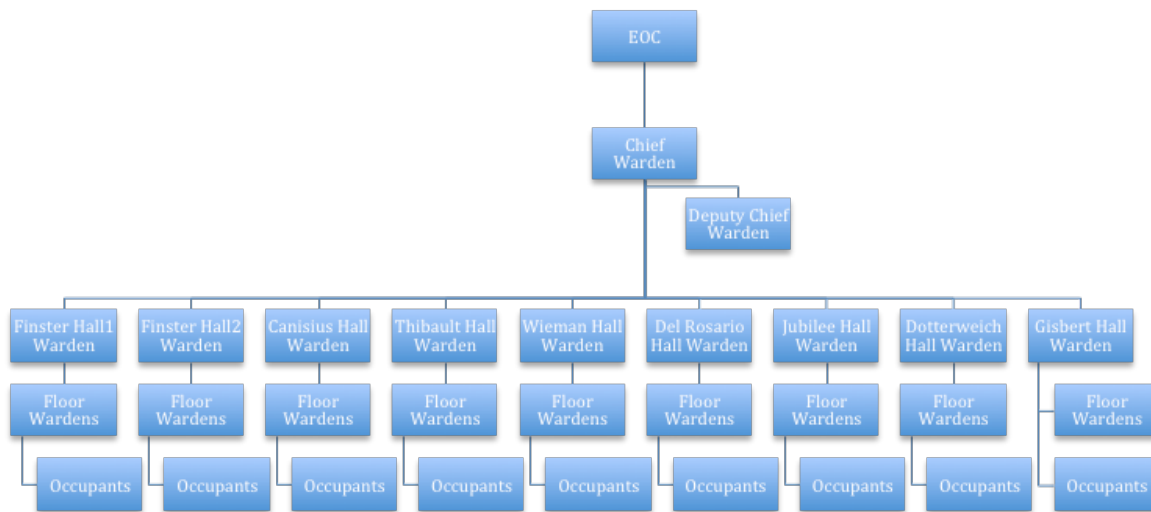 EOC
Chief
Warden
Deputy Chief
Warden
Finster Hall1
Warden
Finster Hall2
Warden
Canisius Hall
Warden
Thibault Hall
Warden
Wieman Hall
Warden
Del Rosario
Hall Warden
Jubilee Hall
Warden
Dotterweich
Hall Warden
Gisbert Hall
Warden
Floor
Wardens
Floor
Wardens
Floor
Wardens
Floor
Wardens
Floor
Wardens
Floor
Wardens
Floor
Wardens
Floor
Wardens
Floor
Wardens
Occupants
Occupants
Occupants
Occupants
Occupants
Occupants
Occupants
Occupants
Occupants